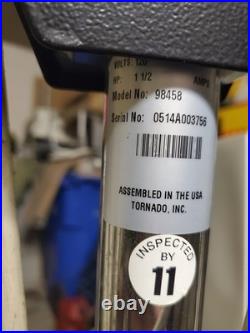 VOLTS: 120
HP: 1 1/2 AMPS
Model No: 98458
Serial No: 0514A003756
ASSEMBLED IN THE USA
TORNADO, INC.
INSPECTED
BY
11